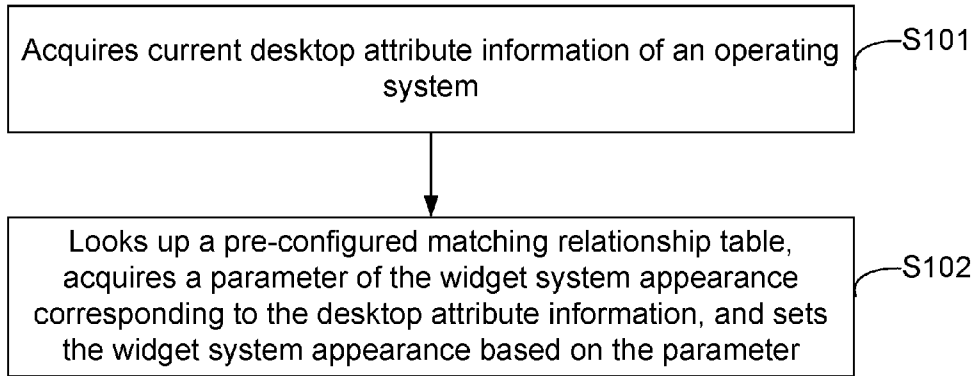 Acquires current desktop attribute information of an operating
system
S101
Looks up a pre-configured matching relationship table,
acquires a parameter of the widget system appearance
corresponding to the desktop attribute information, and sets
the widget system appearance based on the parameter
S102